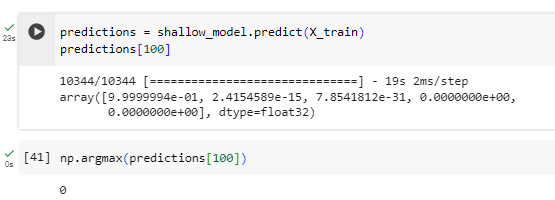 predictions = shallow_model.predict(X_train)
predictions[100]
23s
10344/10344 [==============================] - 19s 2ms/step
array([9.9999994e-01, 2.4154589e-15, 7.8541812e-31, 0.0000000e+00,
0.0000000e+00], dtype=float32)
[41] np.argmax(predictions[100])
0s
0